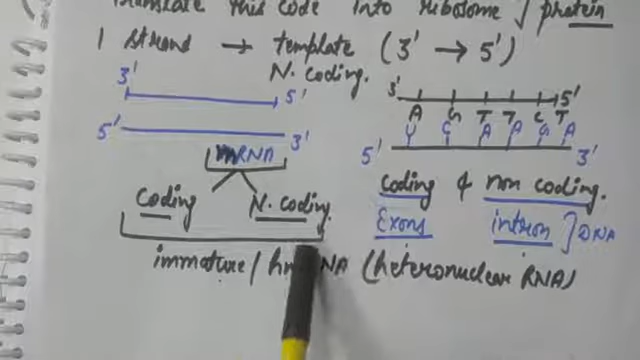 translate this code into ribosome / protein
1 strand → template (3' → 5')
N. coding.
3' 5'
5' 3'
mRNA
Coding N. coding.
3' 5'
A G T T C T
U C A A G A
5' 3'
coding & non coding.
Exons intron } DNA
immature / hnRNA (heteronuclear RNA)